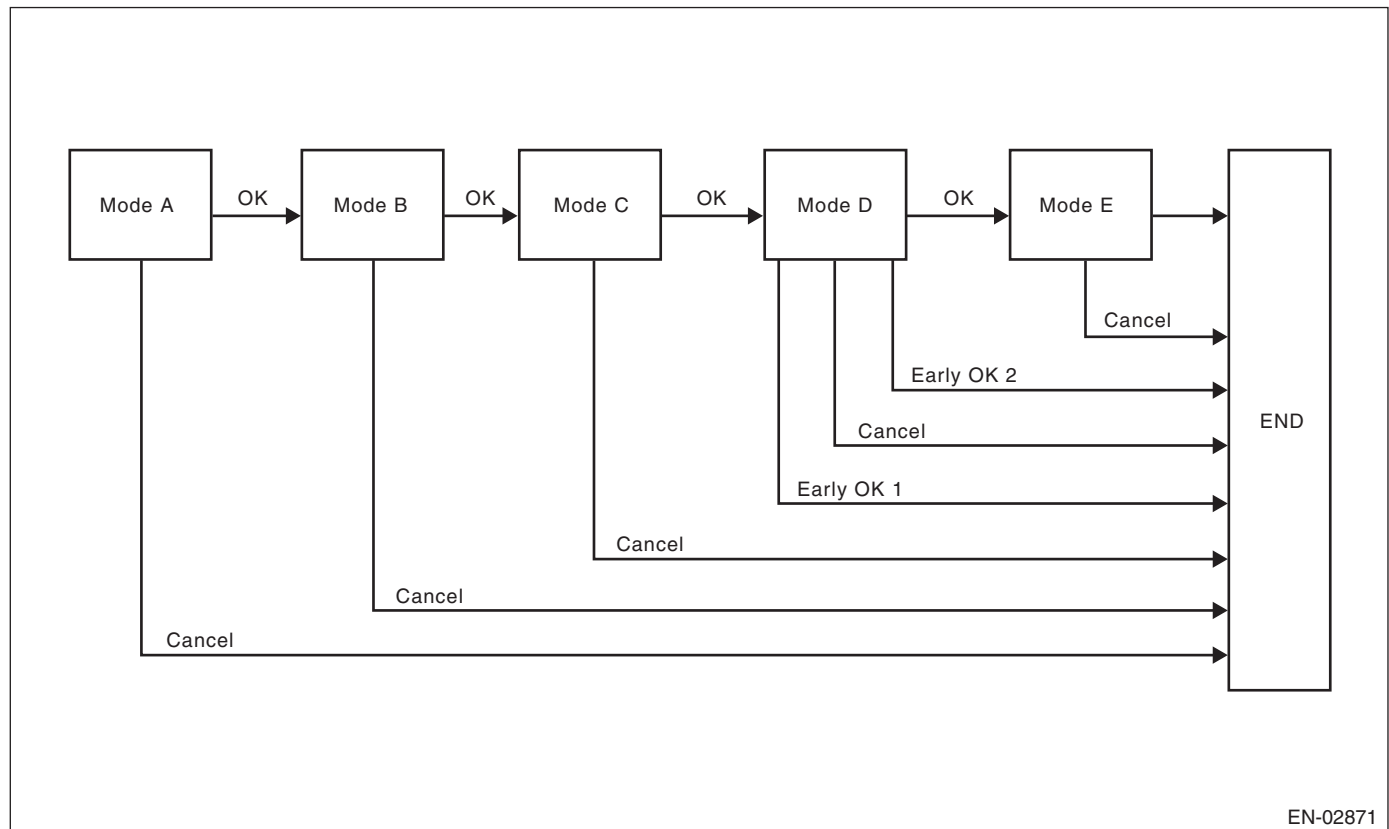 Mode A
OK
Mode B
OK
Mode C
OK
Mode D
OK
Mode E
Cancel
Early OK 2
END
Cancel
Early OK 1
Cancel
Cancel
Cancel
EN-02871